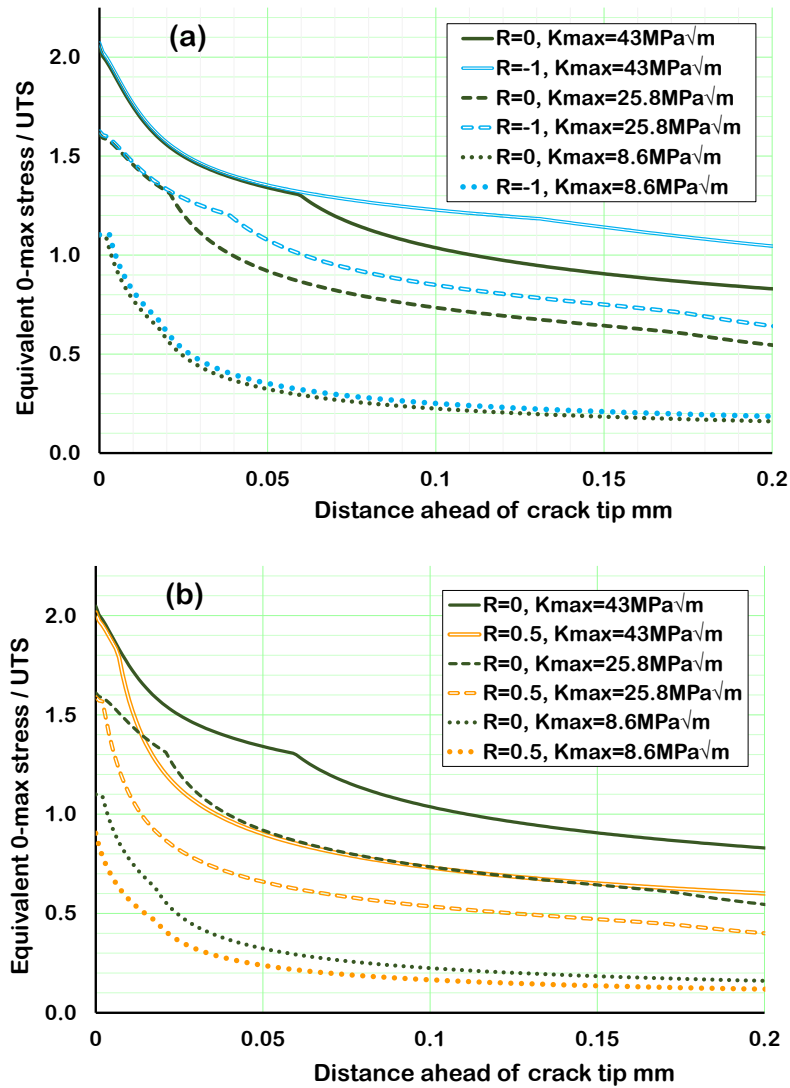 (a)
R=0, Kmax=43MPa√m
R=-1, Kmax=43MPa√m
R=0, Kmax=25.8MPa√m
R=-1, Kmax=25.8MPa√m
R=0, Kmax=8.6MPa√m
R=-1, Kmax=8.6MPa√m
Equivalent 0-max stress / UTS
2.0
1.5
1.0
0.5
0.0
0 0.05 0.1 0.15 0.2
Distance ahead of crack tip mm
(b)
R=0, Kmax=43MPa√m
R=0.5, Kmax=43MPa√m
R=0, Kmax=25.8MPa√m
R=0.5, Kmax=25.8MPa√m
R=0, Kmax=8.6MPa√m
R=0.5, Kmax=8.6MPa√m
Equivalent 0-max stress / UTS
2.0
1.5
1.0
0.5
0.0
0 0.05 0.1 0.15 0.2
Distance ahead of crack tip mm